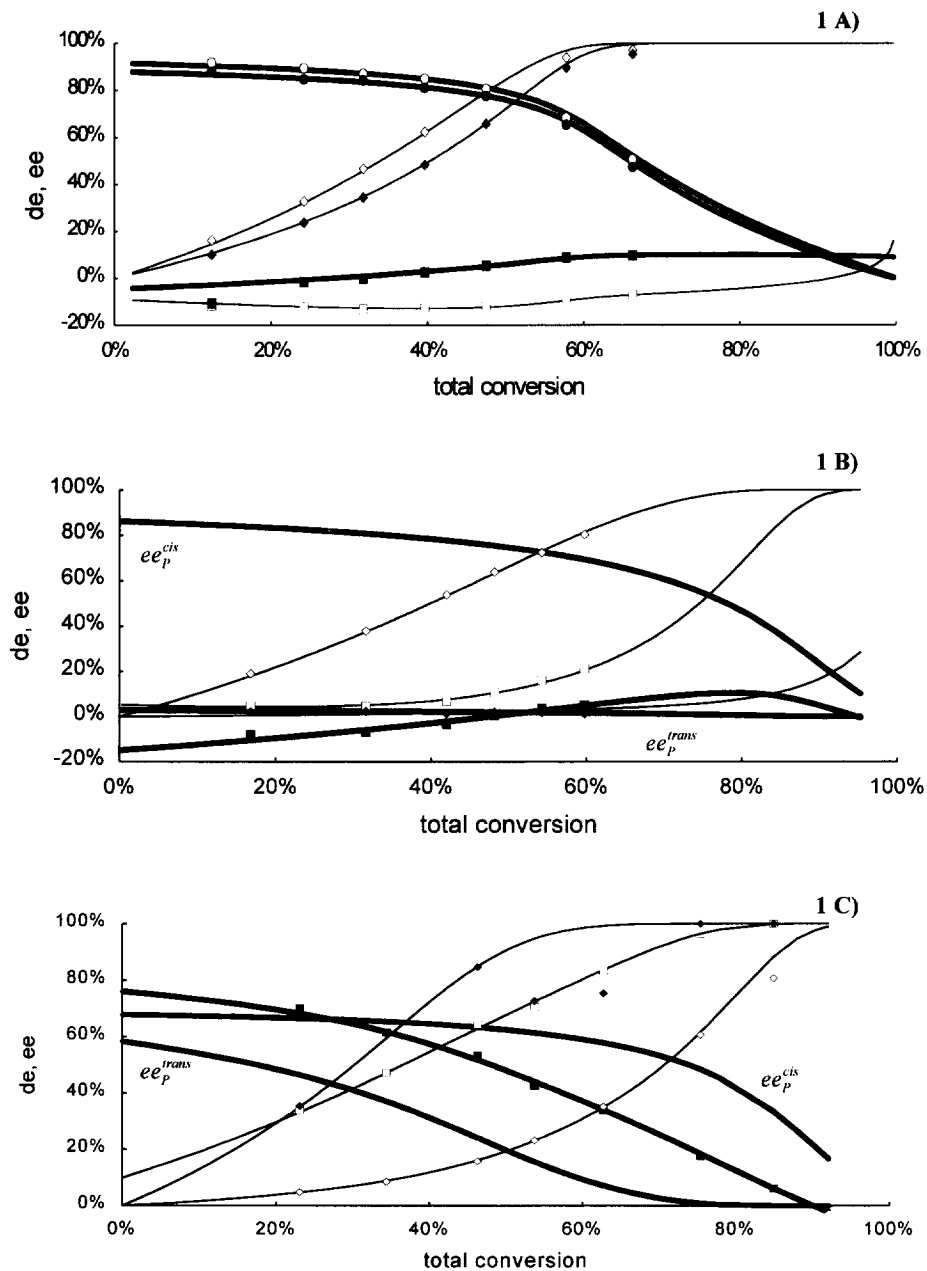 1 A)
100%
80%
60%
40%
20%
0%
-20%
de, ee
0% 20% 40% 60% 80% 100%
total conversion
1 B)
100%
80%
60%
40%
20%
0%
-20%
de, ee
ee_P^cis
ee_P^trans
0% 20% 40% 60% 80% 100%
total conversion
1 C)
100%
80%
60%
40%
20%
0%
de, ee
ee_P^trans
ee_P^cis
0% 20% 40% 60% 80% 100%
total conversion